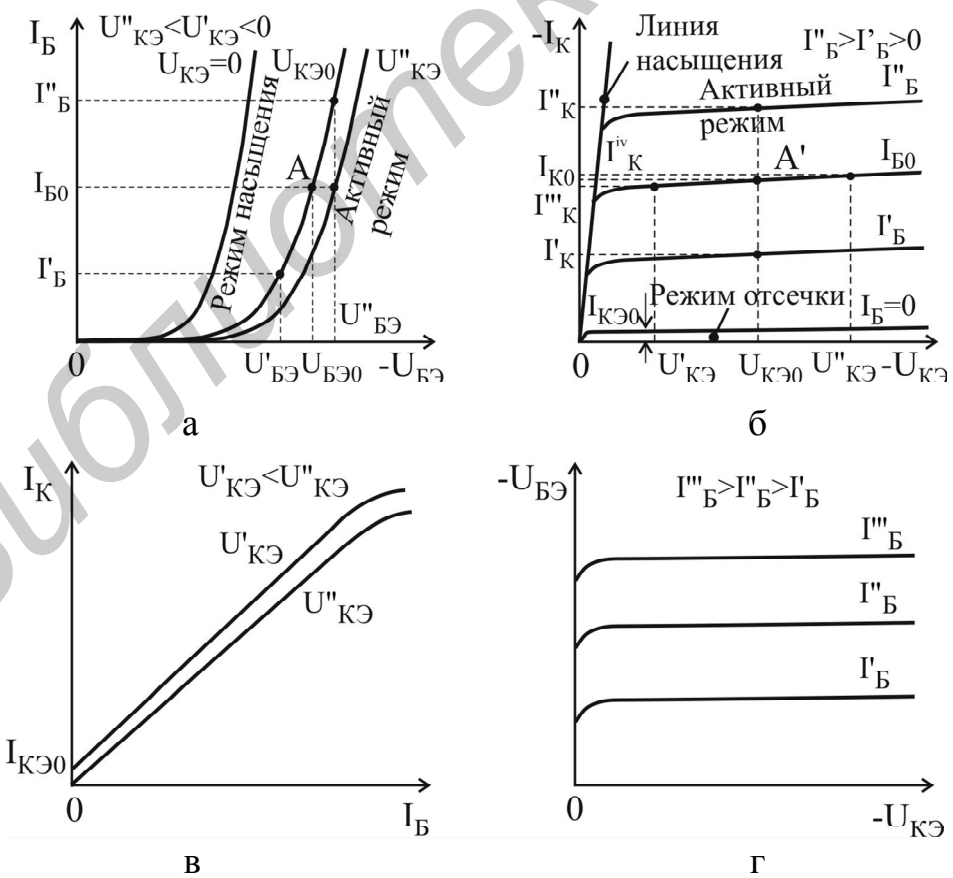 I_Б
U''_КЭ<U'_КЭ<0
U_КЭ=0
U_КЭ0
U''_КЭ
I''_Б
I_Б0
I'_Б
A
Режим насыщения
Активный
режим
U''_БЭ
0
U'_БЭ
U_БЭ0
-U_БЭ
а
-I_К
Линия
насыщения
I''_Б>I'_Б>0
I''_К
Активный
режим
I''_Б
I^iv_К
I_К0
I'''_К
A'
I_Б0
I'_К
I'_Б
I_КЭ0
Режим отсечки
I_Б=0
0
U'_КЭ
U_КЭ0
U''_КЭ
-U_КЭ
б
I_К
U'_КЭ<U''_КЭ
U'_КЭ
U''_КЭ
I_КЭ0
0
I_Б
в
-U_БЭ
I'''_Б>I''_Б>I'_Б
I'''_Б
I''_Б
I'_Б
0
-U_КЭ
г